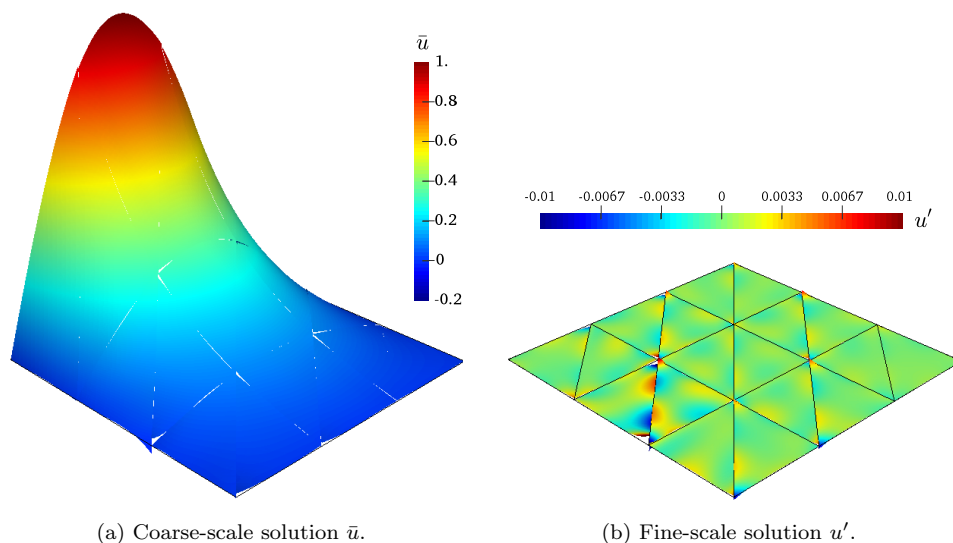 ū
1.
0.8
0.6
0.4
0.2
0
-0.2
-0.01 -0.0067 -0.0033 0 0.0033 0.0067 0.01
u′
(a) Coarse-scale solution ū.
(b) Fine-scale solution u′.